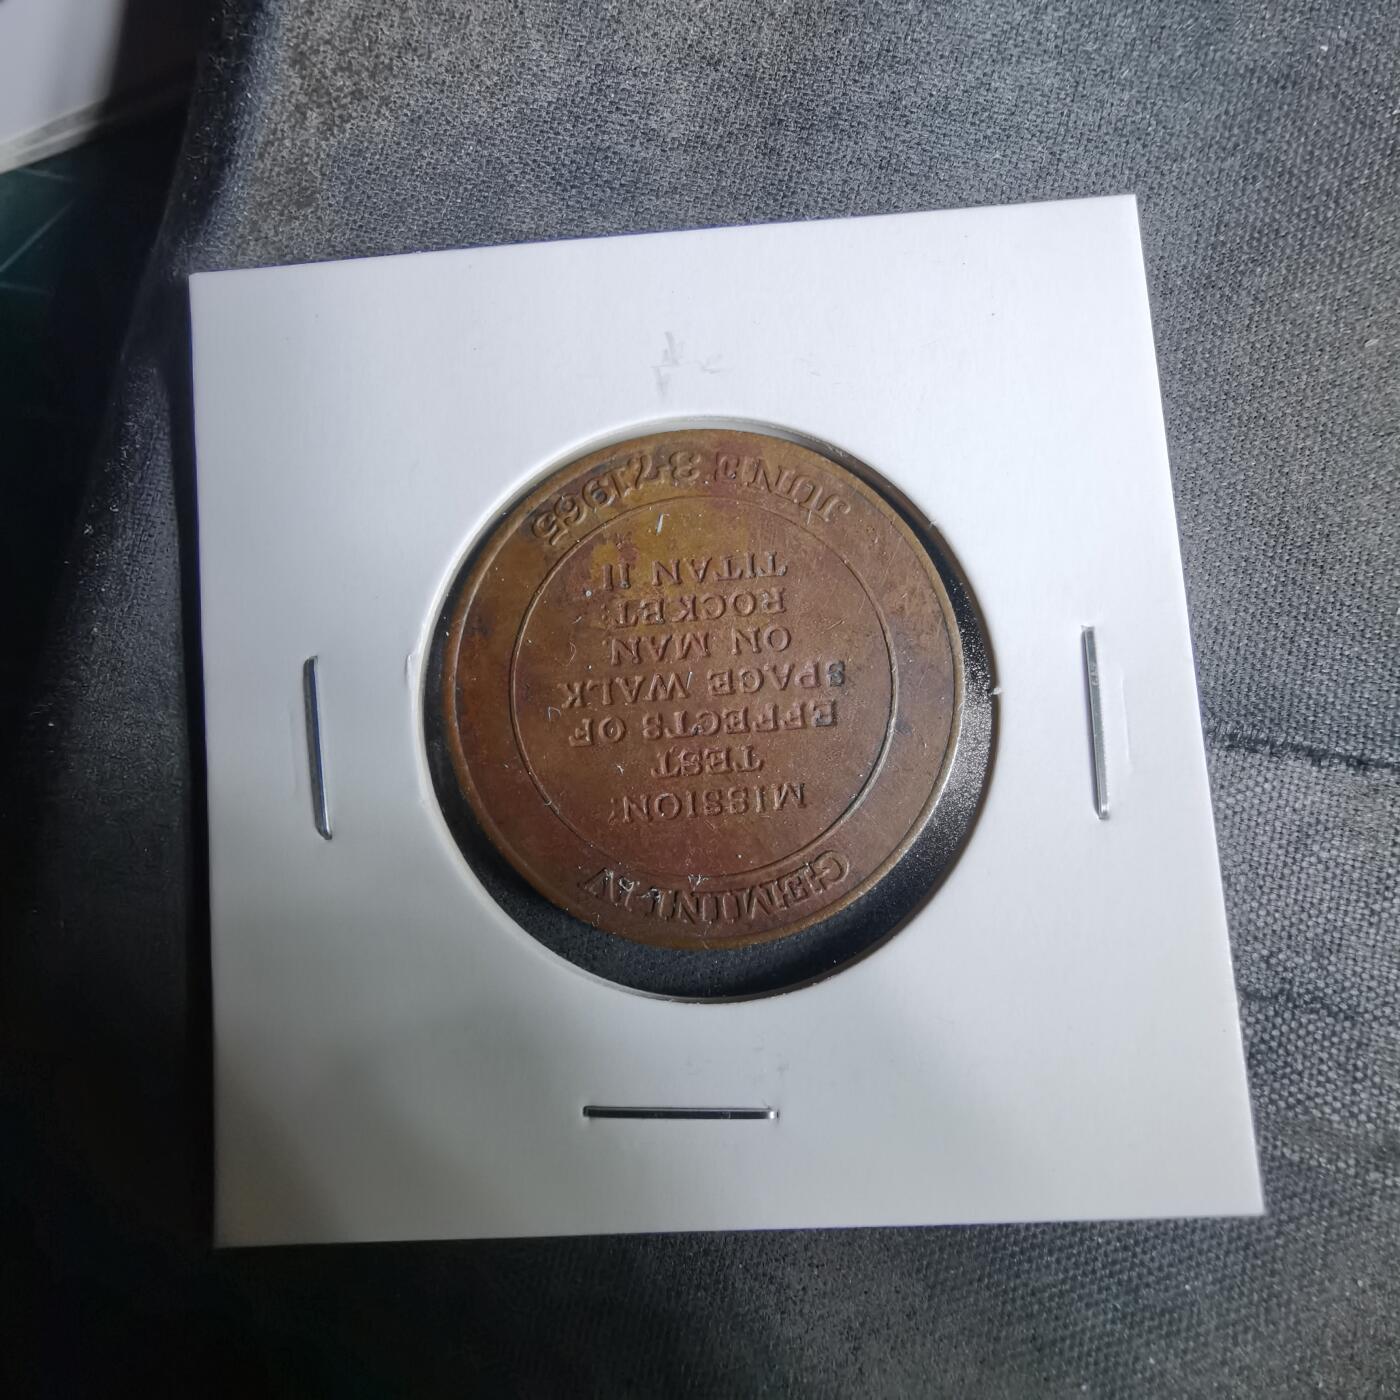 GEMINI IV
MISSION:
TEST
EFFECTS OF
SPACE WALK
ON MAN
ROCKET:
TITAN II
JUNE 3-7, 1965